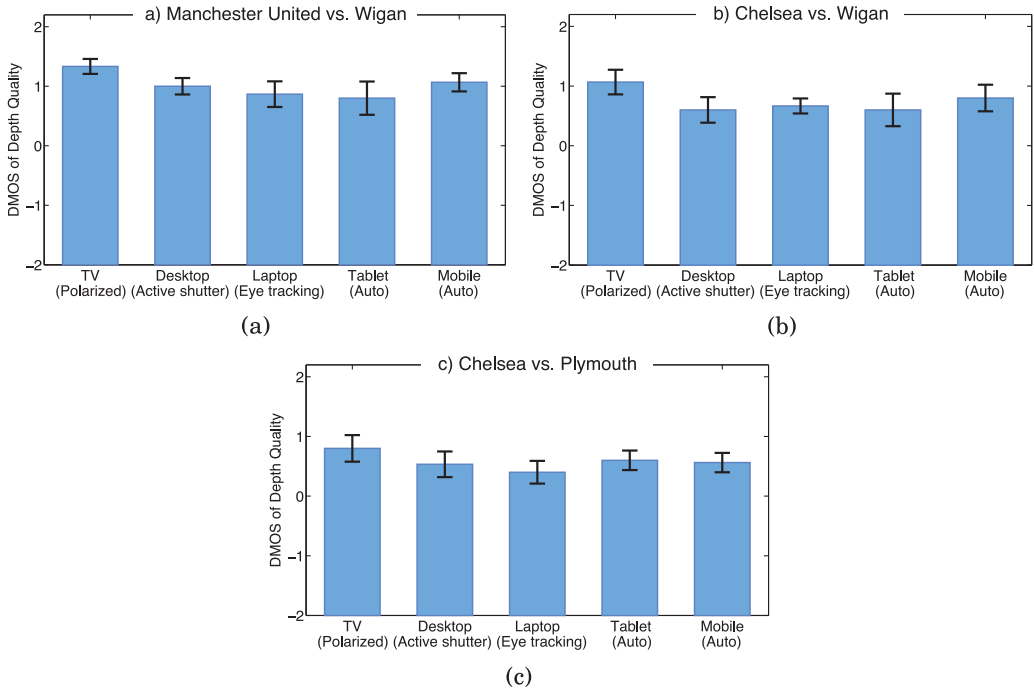 a) Manchester United vs. Wigan
DMOS of Depth Quality
2
1
0
−1
−2
TV Desktop Laptop Tablet Mobile
(Polarized) (Active shutter) (Eye tracking) (Auto) (Auto)
(a)
b) Chelsea vs. Wigan
DMOS of Depth Quality
2
1
0
−1
−2
TV Desktop Laptop Tablet Mobile
(Polarized) (Active shutter) (Eye tracking) (Auto) (Auto)
(b)
c) Chelsea vs. Plymouth
DMOS of Depth Quality
2
1
0
−1
−2
TV Desktop Laptop Tablet Mobile
(Polarized) (Active shutter) (Eye tracking) (Auto) (Auto)
(c)